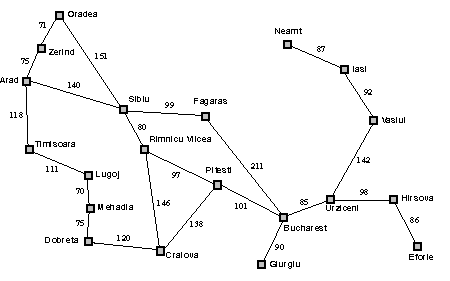 Oradea
71
Neamt
Zerind
87
151
75
Iasi
Arad
140
92
Sibiu
99
Fagaras
118
Vaslui
80
Timisoara
Rimnicu Vilcea
111
142
211
Lugoj
97
Pitesti
70
98
Hirsova
85
Mehadia
146
101
Urziceni
86
75
138
Bucharest
Dobreta
120
90
Craiova
Eforie
Giurgiu